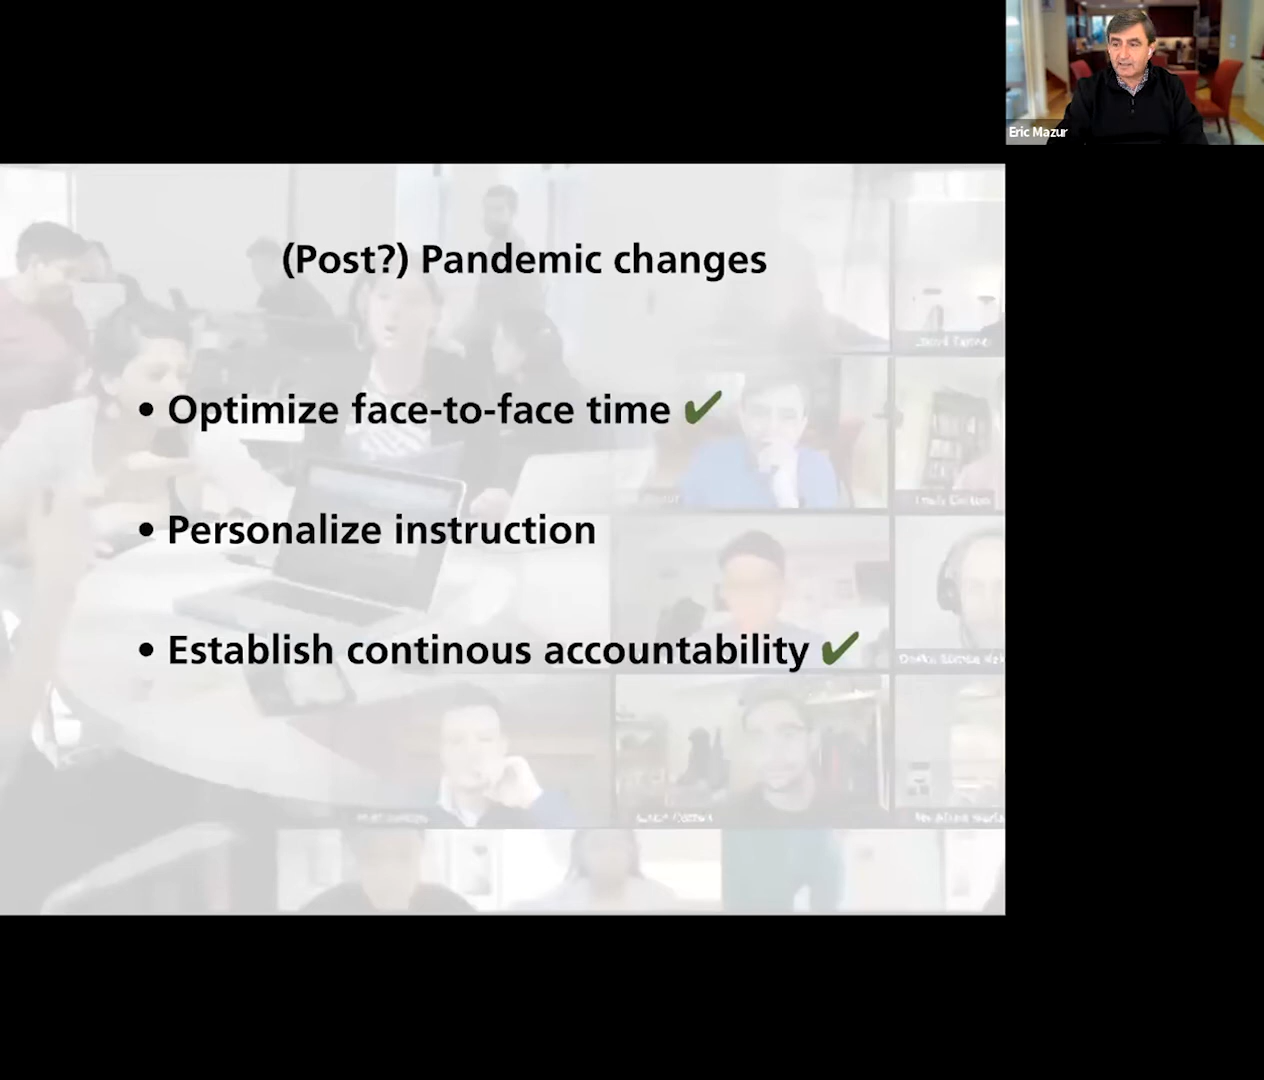 Eric Mazur
(Post?) Pandemic changes
• Optimize face-to-face time ✔
• Personalize instruction
• Establish continous accountability ✔